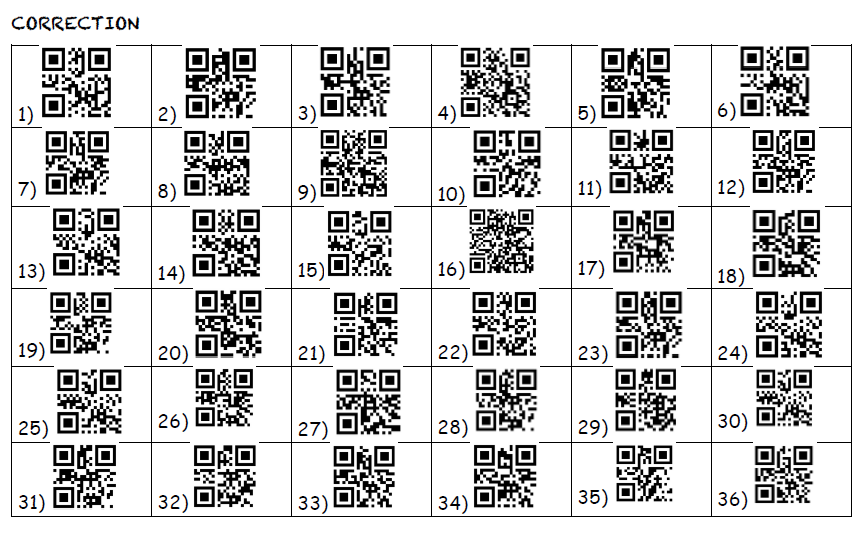 CORRECTION
1) 2) 3) 4) 5) 6)
7) 8) 9) 10) 11) 12)
13) 14) 15) 16) 17) 18)
19) 20) 21) 22) 23) 24)
25) 26) 27) 28) 29) 30)
31) 32) 33) 34) 35) 36)